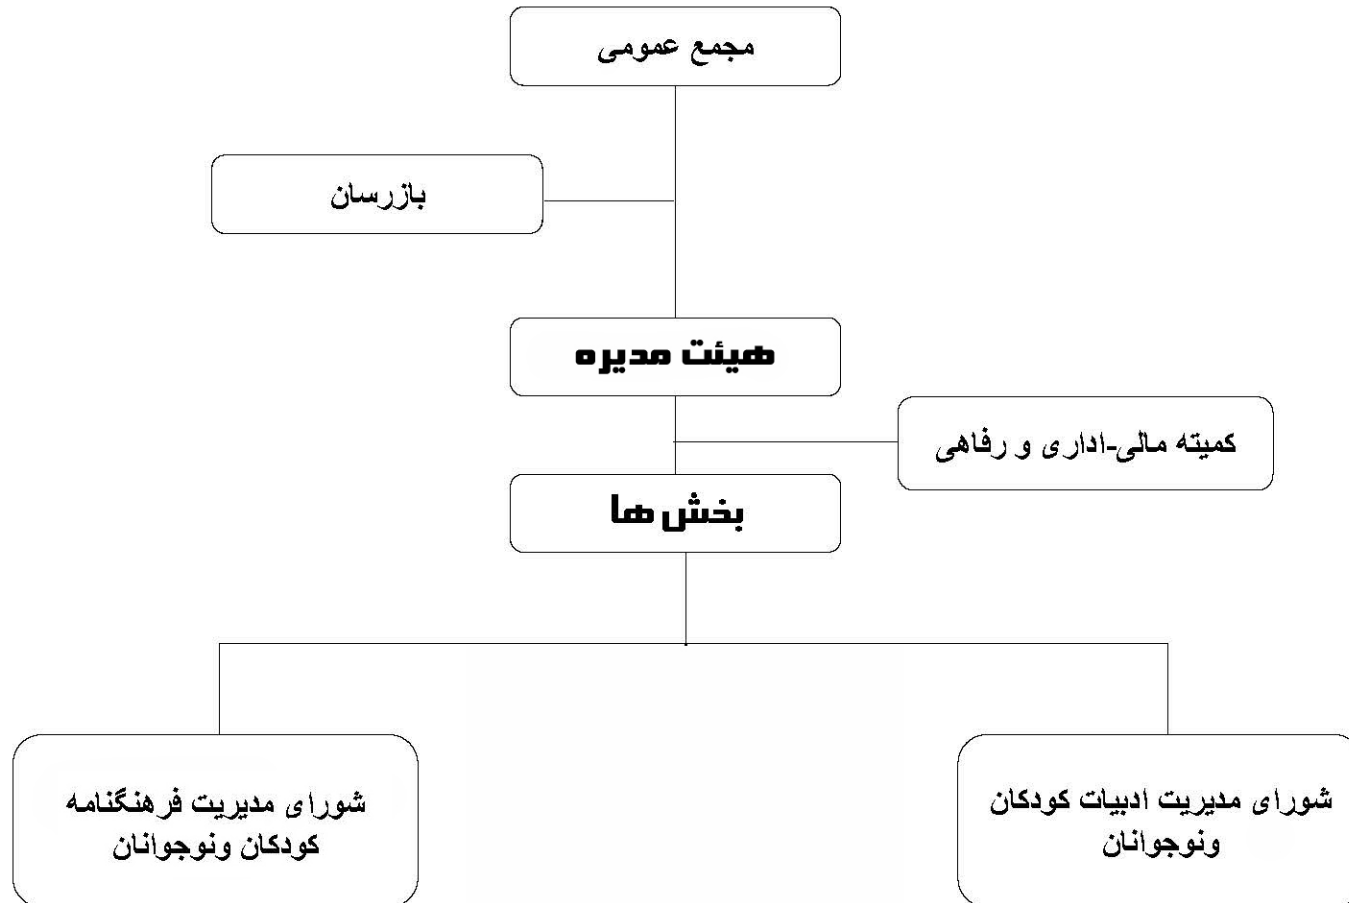 مجمع عمومی
بازرسان
هیئت مدیره
کمیته مالی-اداری و رفاهی
بخش ها
شورای مدیریت ادبیات کودکان
ونوجوانان
شورای مدیریت فرهنگنامه
کودکان ونوجوانان